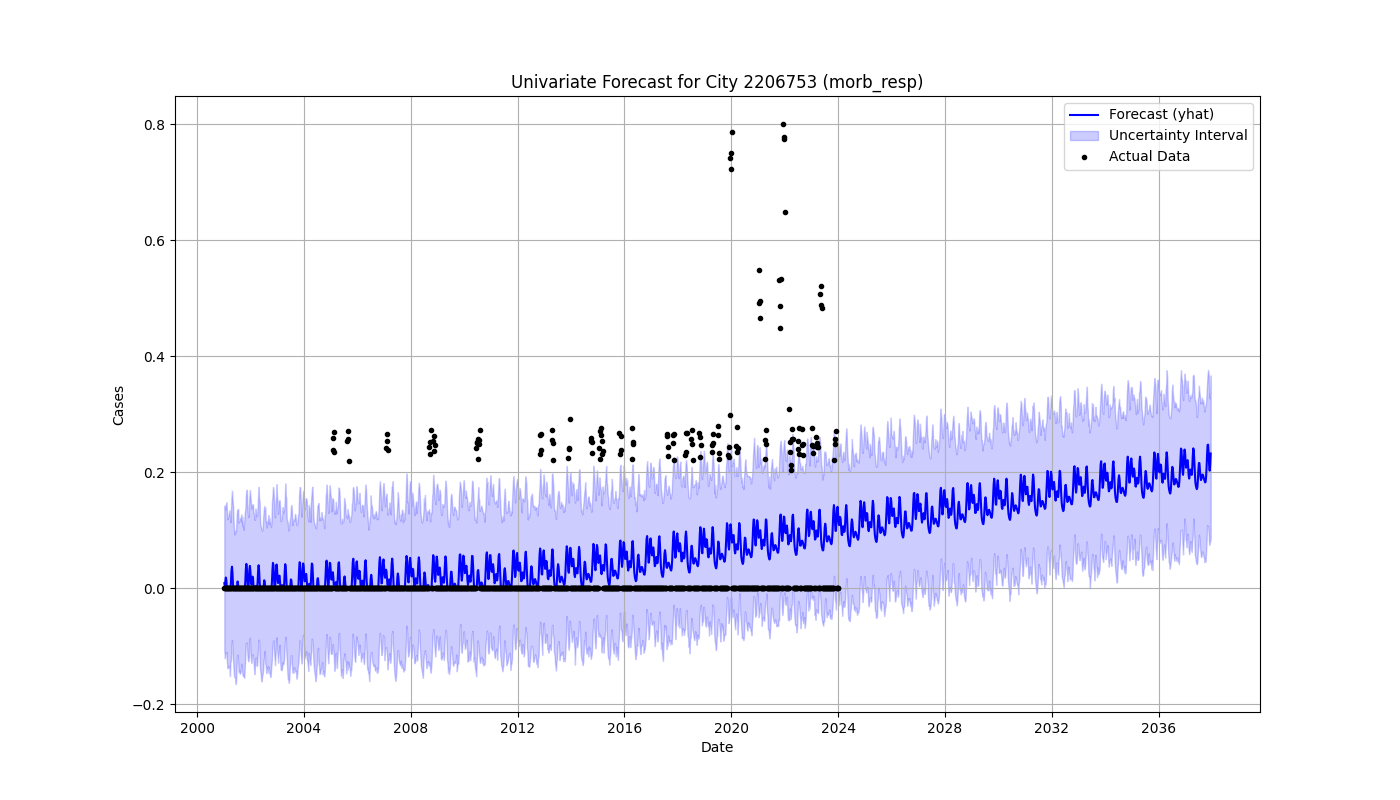 Univariate Forecast for City 2206753 (morb_resp)
Forecast (yhat)
Uncertainty Interval
Actual Data
Cases
0.8
0.6
0.4
0.2
0.0
−0.2
2000 2004 2008 2012 2016 2020 2024 2028 2032 2036
Date